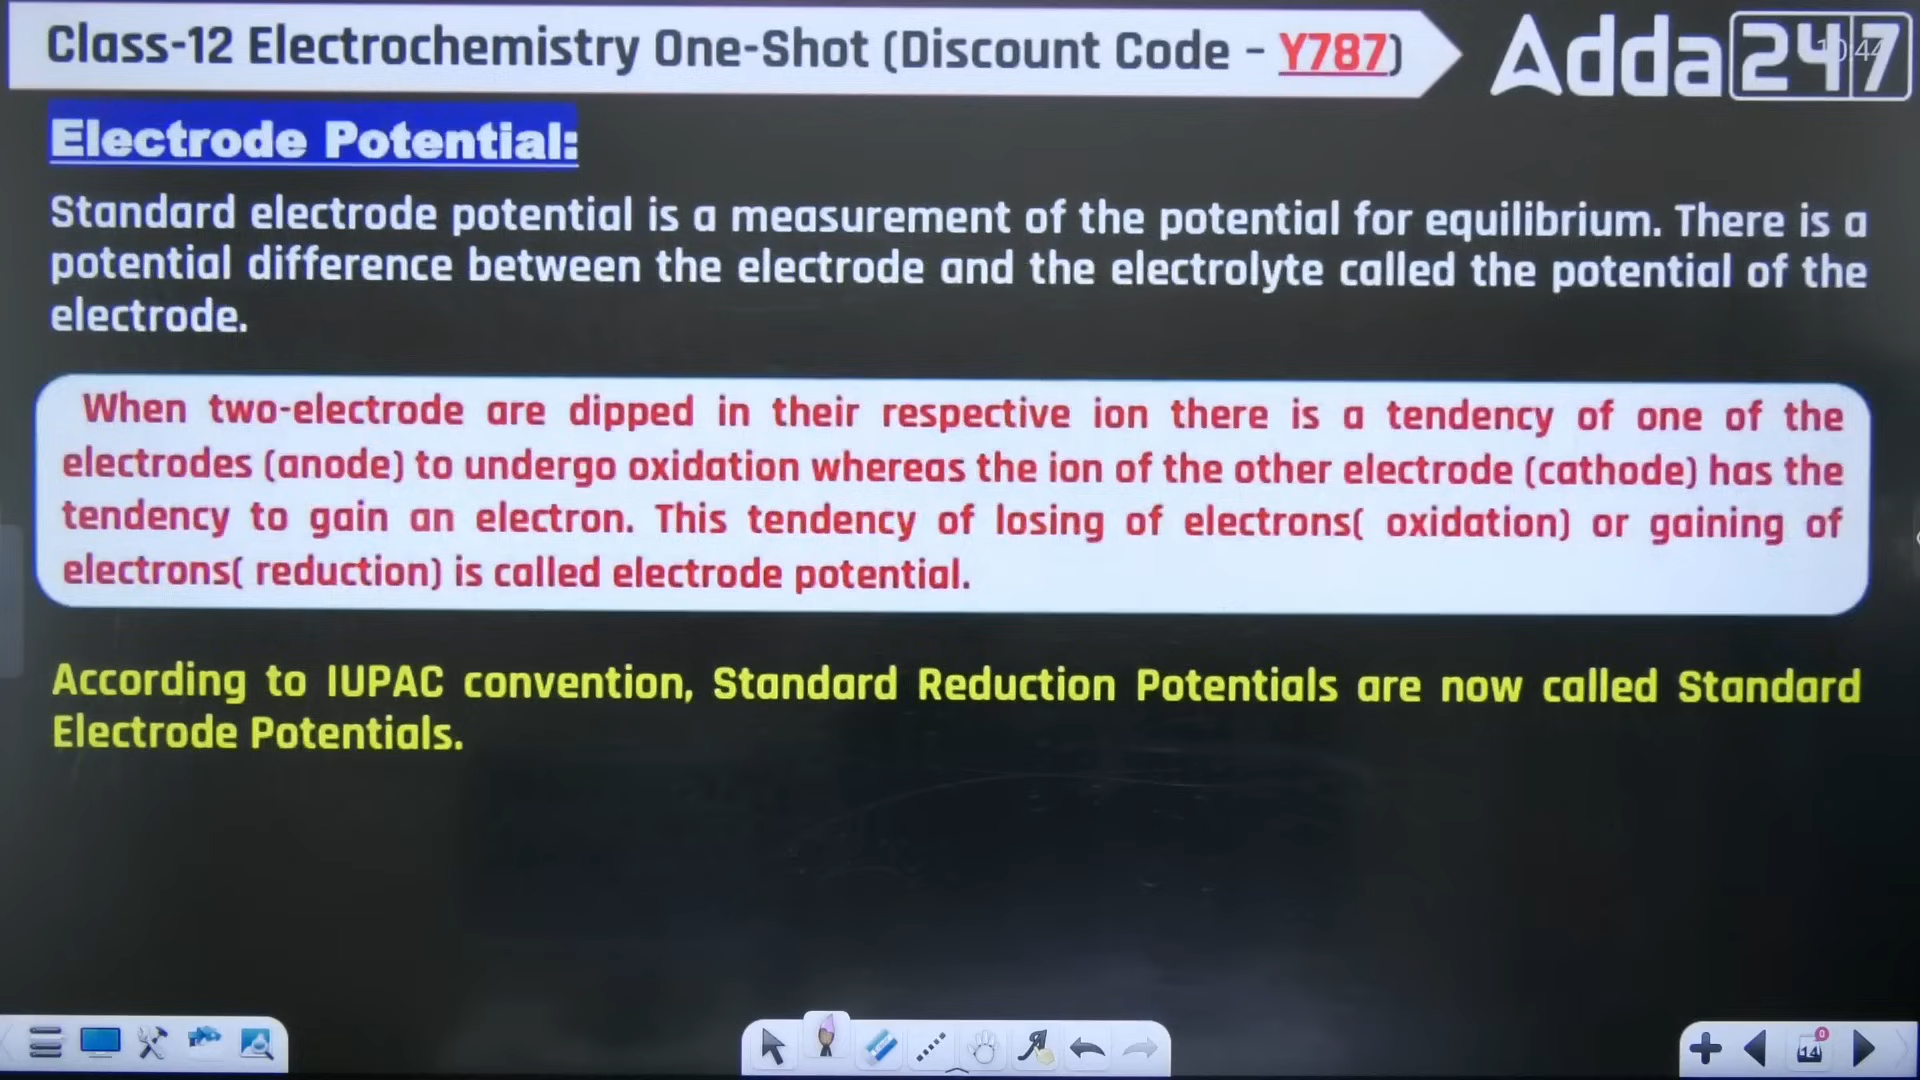 Class-12 Electrochemistry One-Shot (Discount Code - Y787)
Adda247
10:44
Electrode Potential:
Standard electrode potential is a measurement of the potential for equilibrium. There is a
potential difference between the electrode and the electrolyte called the potential of the
electrode.
When two-electrode are dipped in their respective ion there is a tendency of one of the
electrodes (anode) to undergo oxidation whereas the ion of the other electrode (cathode) has the
tendency to gain an electron. This tendency of losing of electrons( oxidation) or gaining of
electrons( reduction) is called electrode potential.
According to IUPAC convention, Standard Reduction Potentials are now called Standard
Electrode Potentials.
14
0